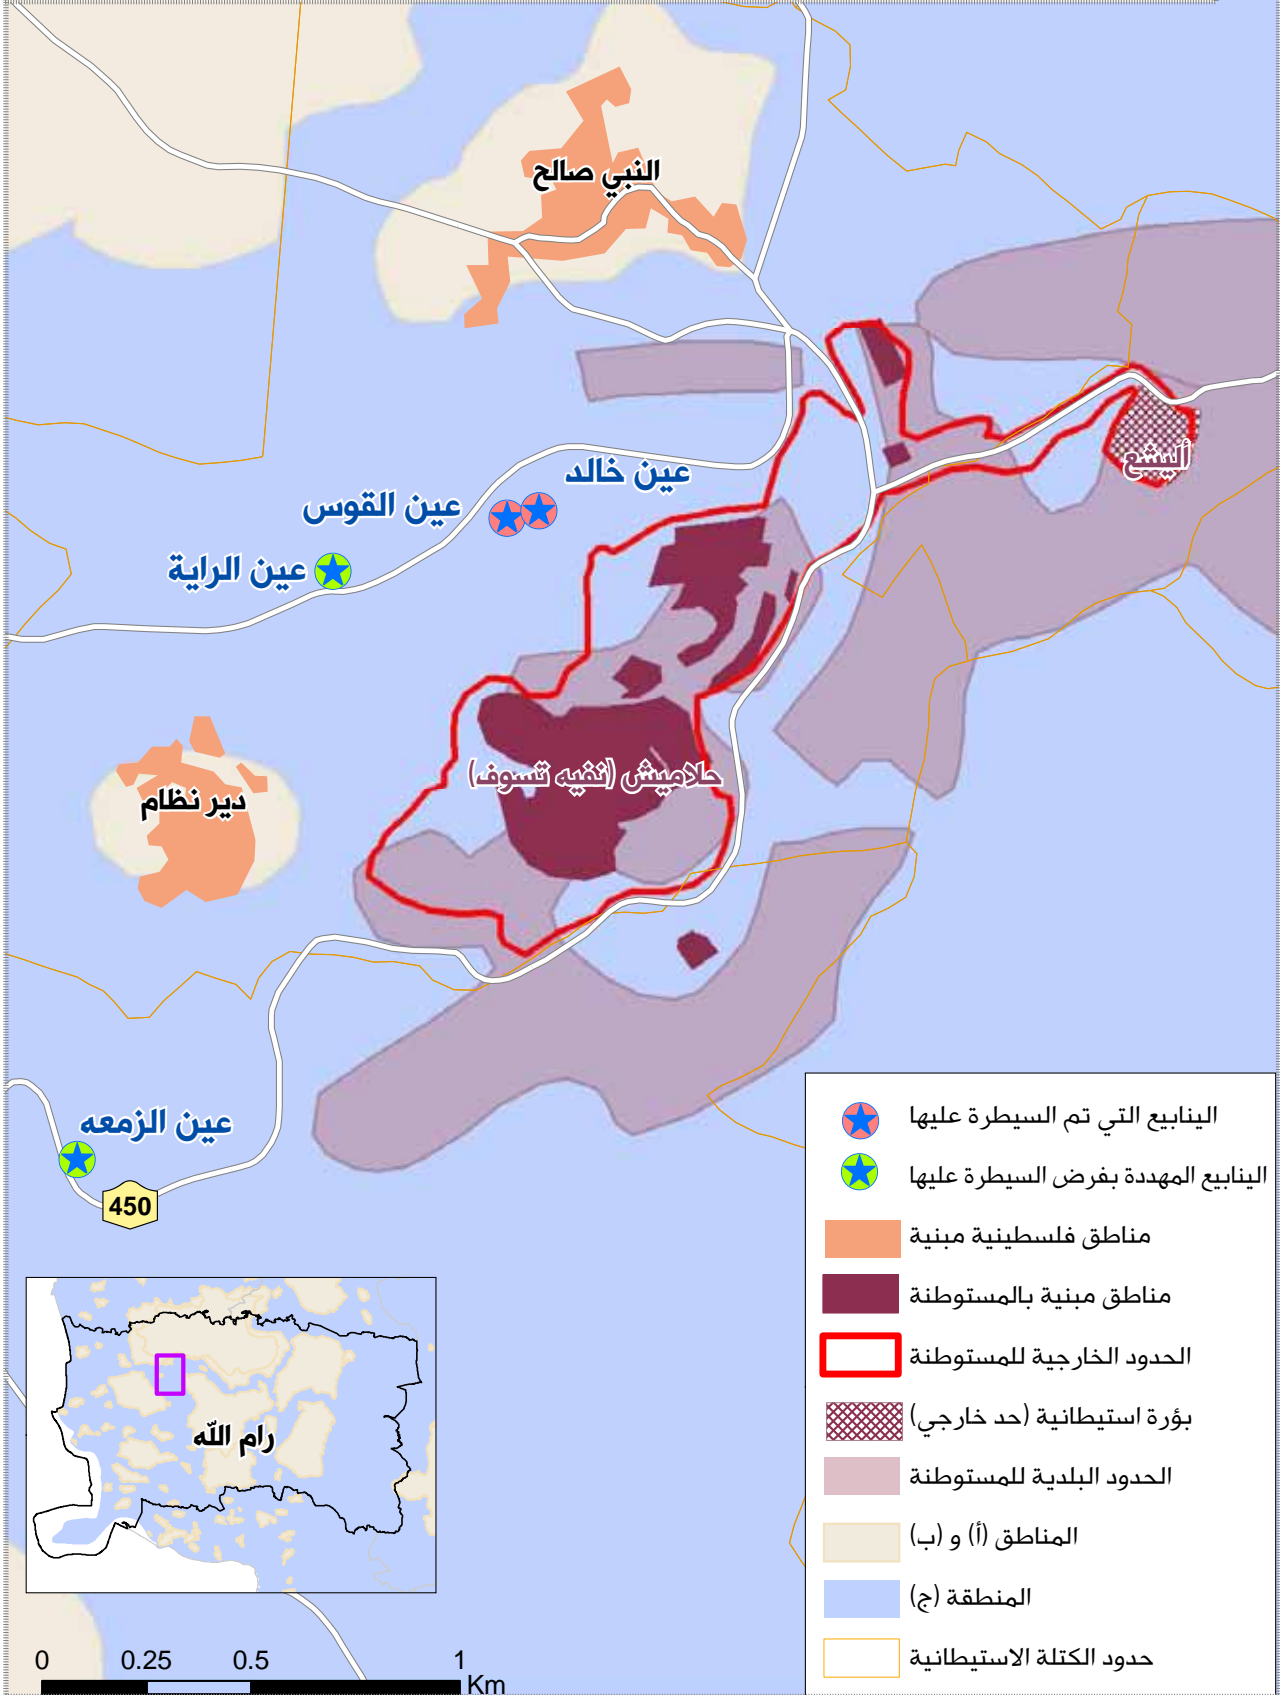 النبي صالح
عين خالد
عين القوس
عين الراية
أليشع
حلاميش (نفيه تسوف)
دير نظام
عين الزمعه
450
رام الله
0 0.25 0.5 1
Km
الينابيع التي تم السيطرة عليها
الينابيع المهددة بفرض السيطرة عليها
مناطق فلسطينية مبنية
مناطق مبنية بالمستوطنة
الحدود الخارجية للمستوطنة
بؤرة استيطانية (حد خارجي)
الحدود البلدية للمستوطنة
المناطق (أ) و (ب)
المنطقة (ج)
حدود الكتلة الاستيطانية